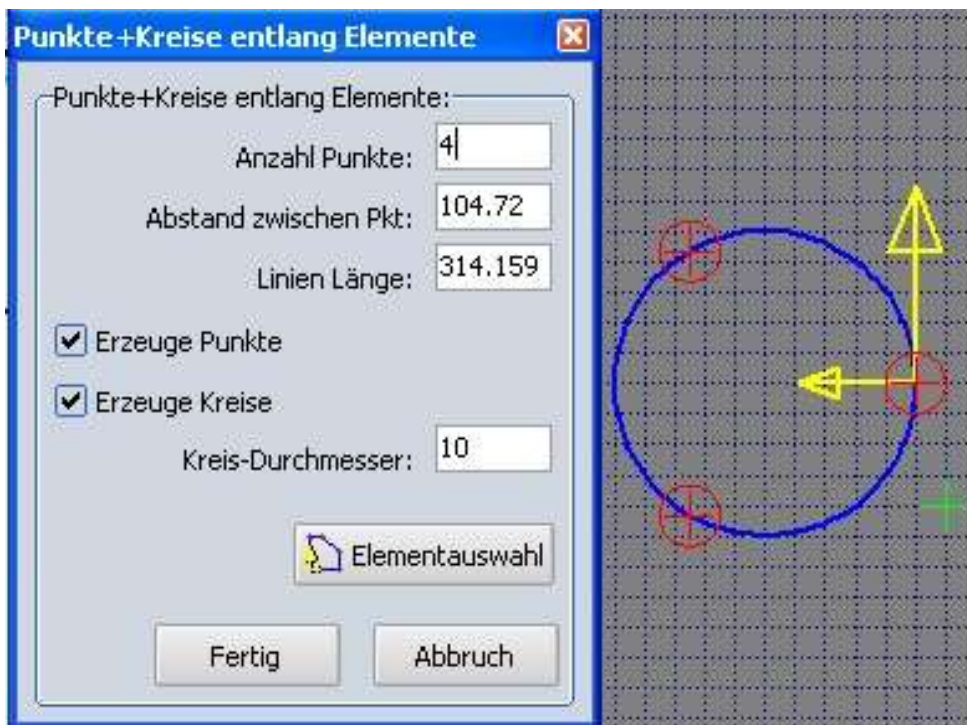 Punkte+Kreise entlang Elemente
Punkte+Kreise entlang Elemente:
Anzahl Punkte: 4
Abstand zwischen Pkt: 104.72
Linien Länge: 314.159
Erzeuge Punkte
Erzeuge Kreise
Kreis-Durchmesser: 10
Elementauswahl
Fertig Abbruch